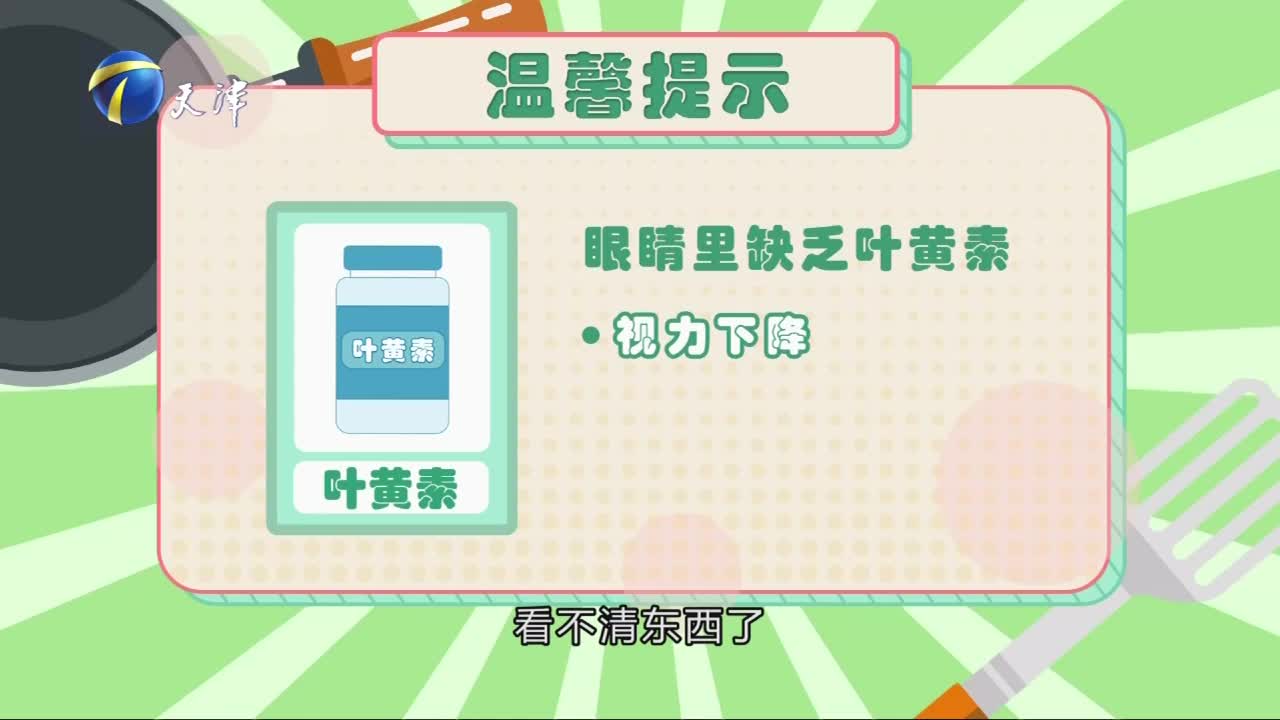 天津
温馨提示
眼睛里缺乏叶黄素
• 视力下降
叶黄素
叶黄素
看不清东西了